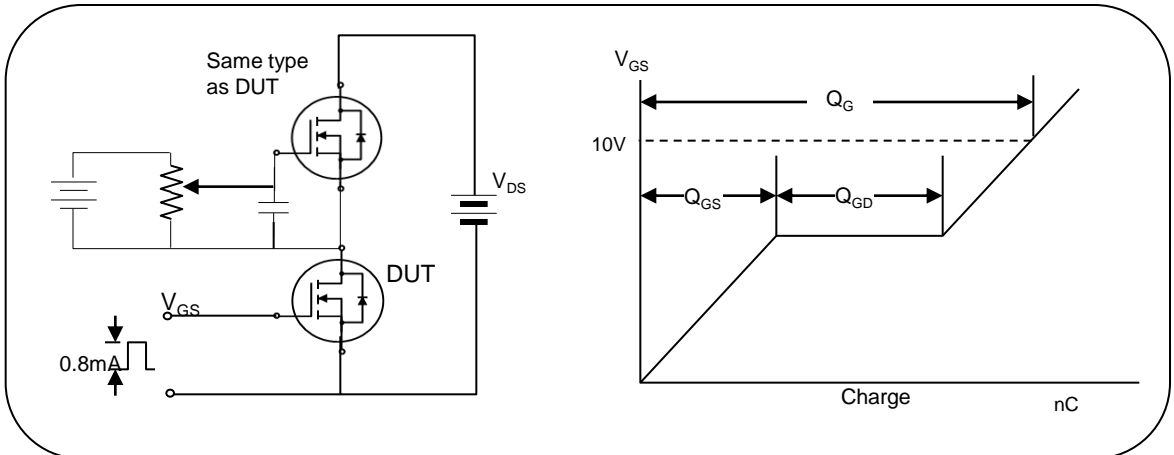 Same type
as DUT
V_DS
DUT
V_GS
0.8mA
V_GS
Q_G
10V
Q_GS
Q_GD
Charge
nC